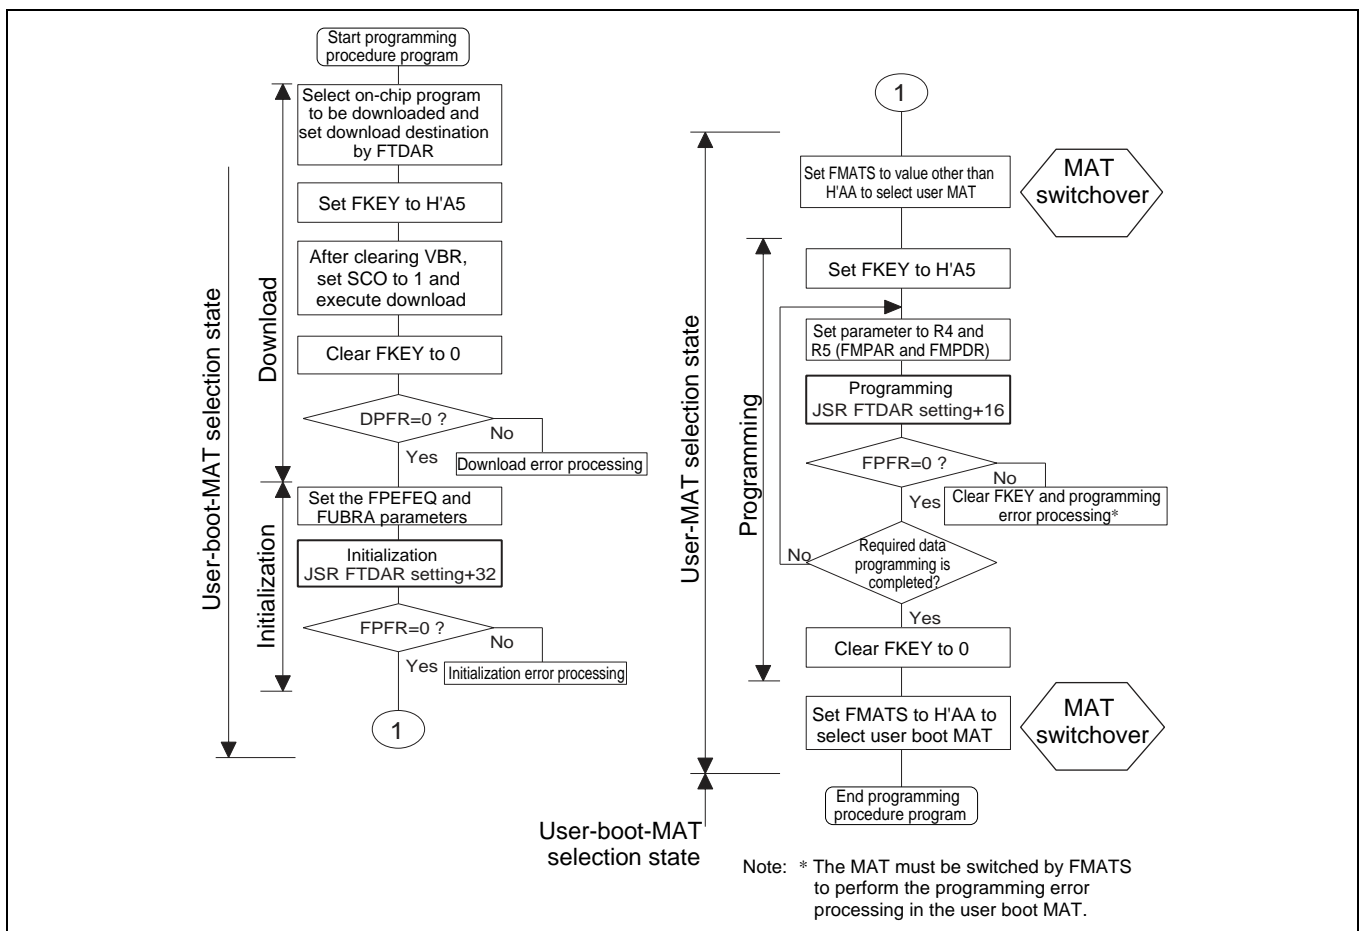 Start programming
procedure program
Select on-chip program
to be downloaded and
set download destination
by FTDAR
Set FKEY to H'A5
After clearing VBR,
set SCO to 1 and
execute download
Clear FKEY to 0
DPFR=0 ?
No
Yes
Download error processing
Set the FPEFEQ and
FUBRA parameters
Initialization
JSR FTDAR setting+32
FPFR=0 ?
No
Yes
Initialization error processing
1
User-boot-MAT selection state
Download
Initialization
1
Set FMATS to value other than
H'AA to select user MAT
MAT
switchover
Set FKEY to H'A5
Set parameter to R4 and
R5 (FMPAR and FMPDR)
Programming
JSR FTDAR setting+16
FPFR=0 ?
No
Yes
Clear FKEY and programming
error processing*
Required data
programming is
completed?
No
Yes
Clear FKEY to 0
Set FMATS to H'AA to
select user boot MAT
MAT
switchover
End programming
procedure program
User-MAT selection state
Programming
User-boot-MAT
selection state
Note: * The MAT must be switched by FMATS
to perform the programming error
processing in the user boot MAT.